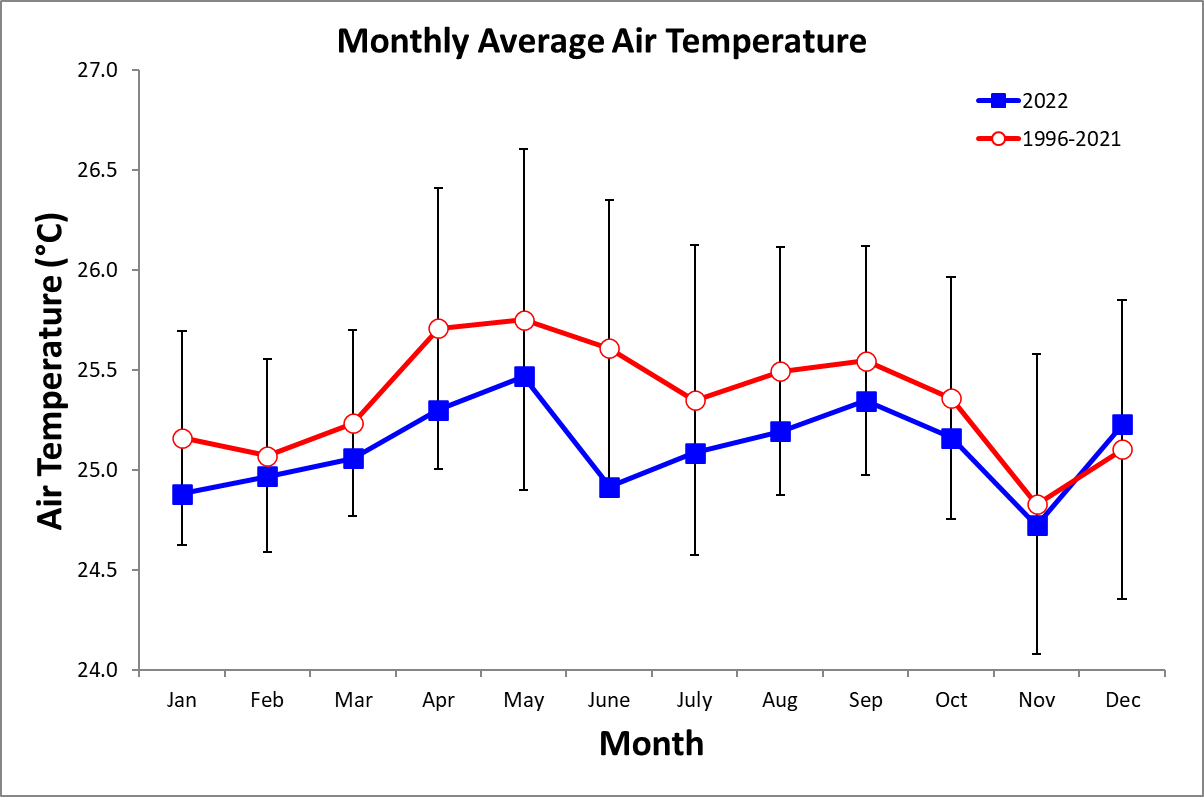 Monthly Average Air Temperature
27.0
26.5
26.0
25.5
25.0
24.5
24.0
Air Temperature (°C)
2022
1996-2021
Jan Feb Mar Apr May June July Aug Sep Oct Nov Dec
Month